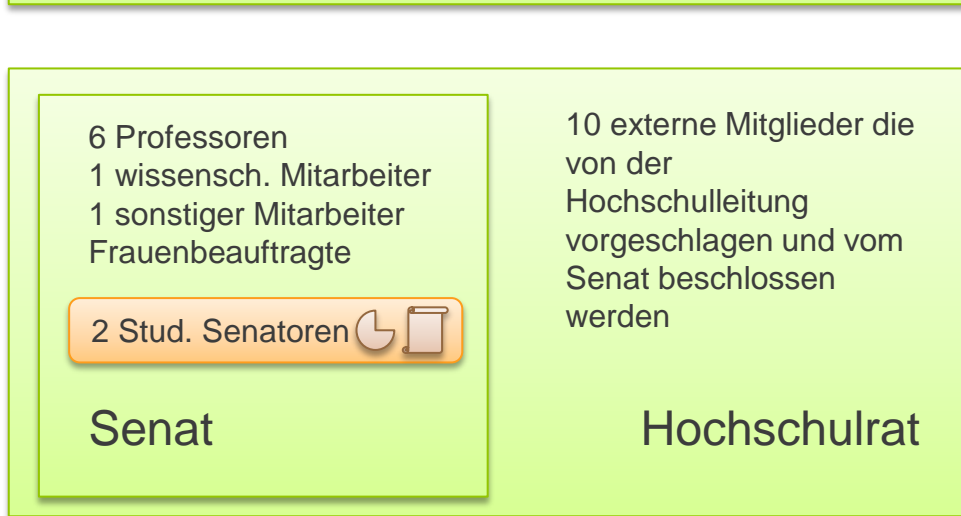 6 Professoren
1 wissensch. Mitarbeiter
1 sonstiger Mitarbeiter
Frauenbeauftragte
2 Stud. Senatoren
Senat
10 externe Mitglieder die
von der
Hochschulleitung
vorgeschlagen und vom
Senat beschlossen
werden
Hochschulrat